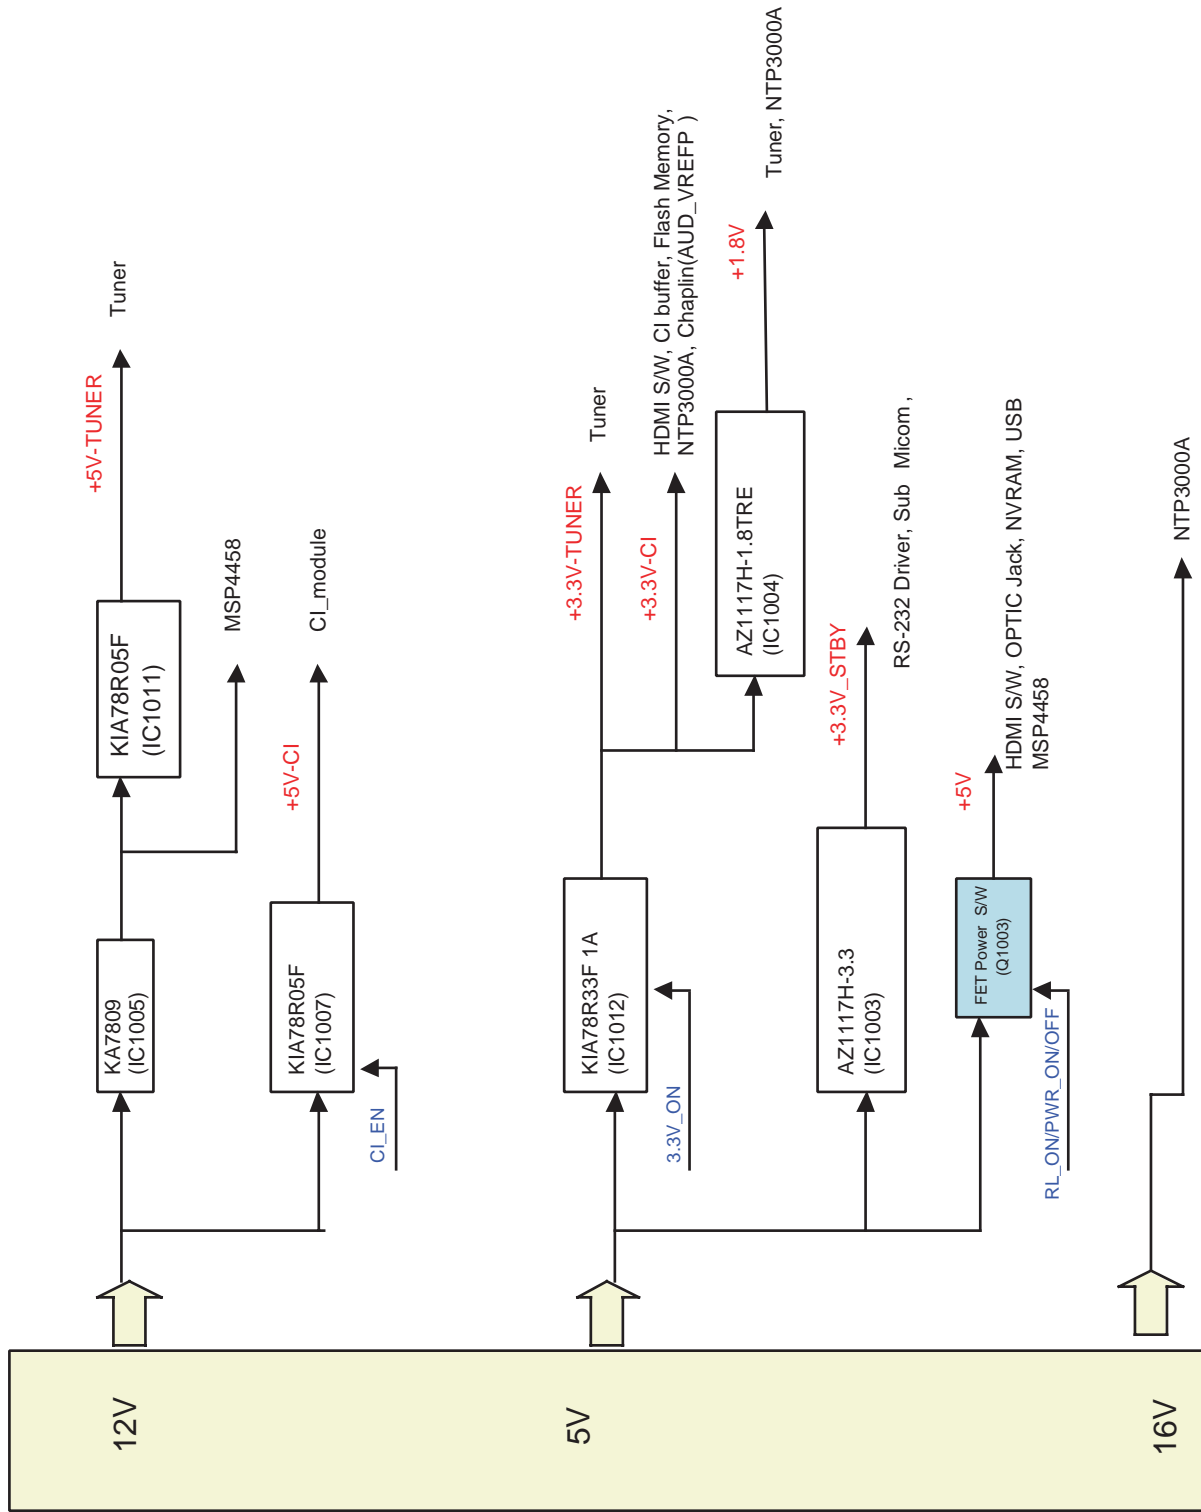 12V
KA7809
(IC1005)
KIA78R05F
(IC1011)
+5V-TUNER
Tuner
MSP4458
CI_EN
KIA78R05F
(IC1007)
+5V-CI
CI_module
5V
3.3V_ON
KIA78R33F 1A
(IC1012)
+3.3V-TUNER
Tuner
+3.3V-CI
HDMI S/W, CI buffer, Flash Memory,
NTP3000A, Chaplin(AUD_VREFP )
AZ1117H-1.8TRE
(IC1004)
+1.8V
Tuner, NTP3000A
AZ1117H-3.3
(IC1003)
+3.3V_STBY
RS-232 Driver, Sub Micom ,
RL_ON/PWR_ON/OFF
FET Power S/W
(Q1003)
+5V
HDMI S/W, OPTIC Jack, NVRAM, USB
MSP4458
16V
NTP3000A